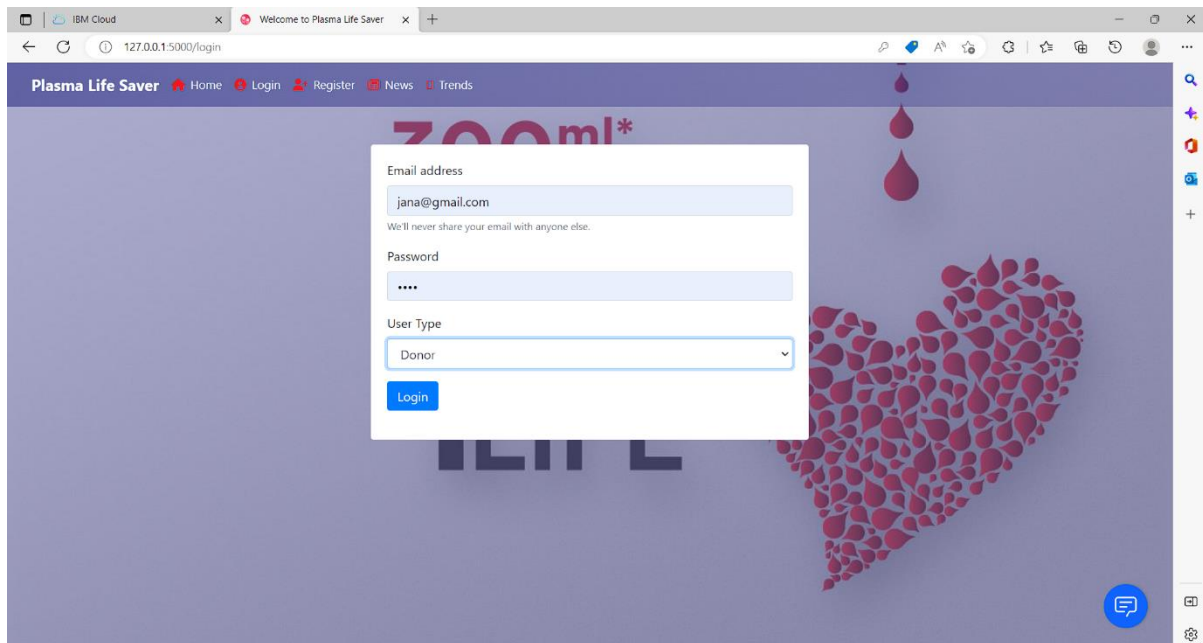 IBM Cloud
Welcome to Plasma Life Saver
127.0.0.1:5000/login
Plasma Life Saver Home Login Register News Trends
ml*
Email address
jana@gmail.com
We'll never share your email with anyone else.
Password
••••
User Type
Donor
Login